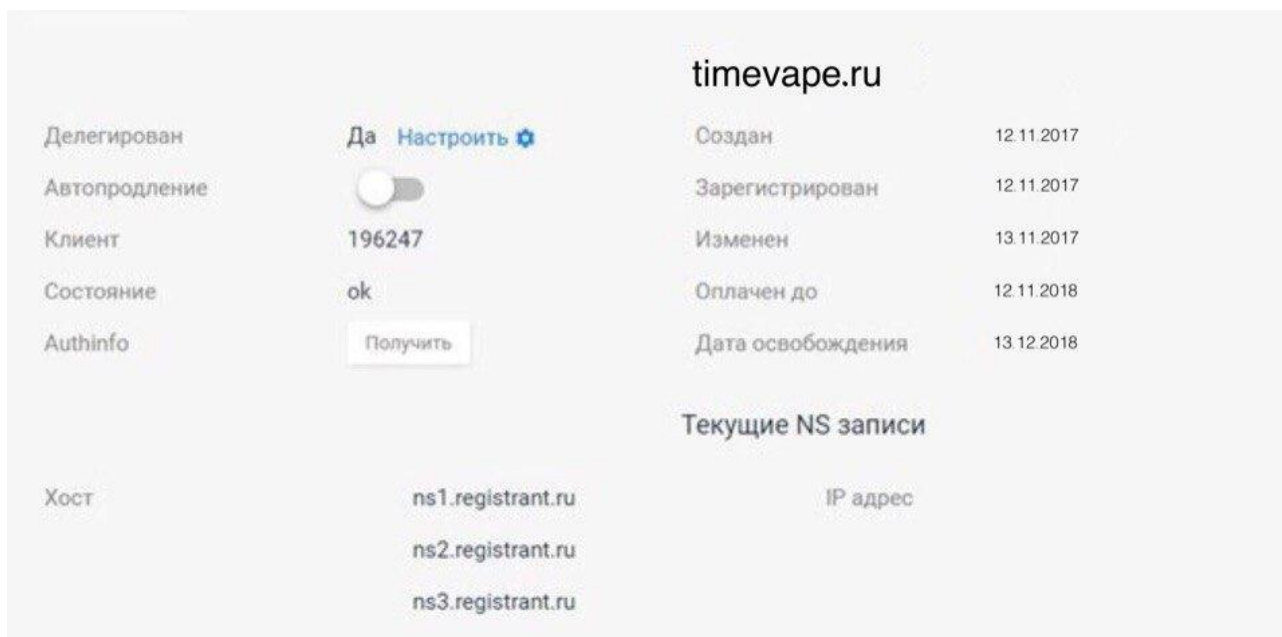 timevape.ru
Делегирован Да Настроить Создан 12.11.2017
Автопродление Зарегистрирован 12.11.2017
Клиент 196247 Изменен 13.11.2017
Состояние ok Оплачен до 12.11.2018
Authinfo Получить Дата освобождения 13.12.2018
Текущие NS записи
Хост ns1.registrant.ru IP адрес
ns2.registrant.ru
ns3.registrant.ru